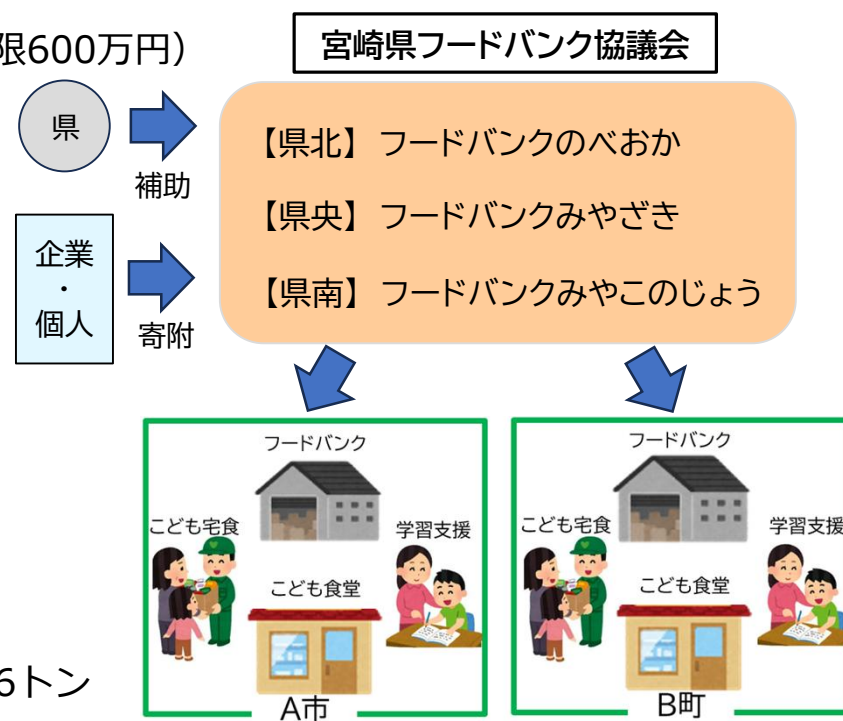 限600万円)
宮崎県フードバンク協議会
県
補助
【県北】 フードバンクのべおか
【県央】 フードバンクみやざき
【県南】 フードバンクみやこのじょう
企業
・
個人
寄附
フードバンク
こども宅食
学習支援
こども食堂
A市
フードバンク
こども宅食
学習支援
こども食堂
B町
6トン